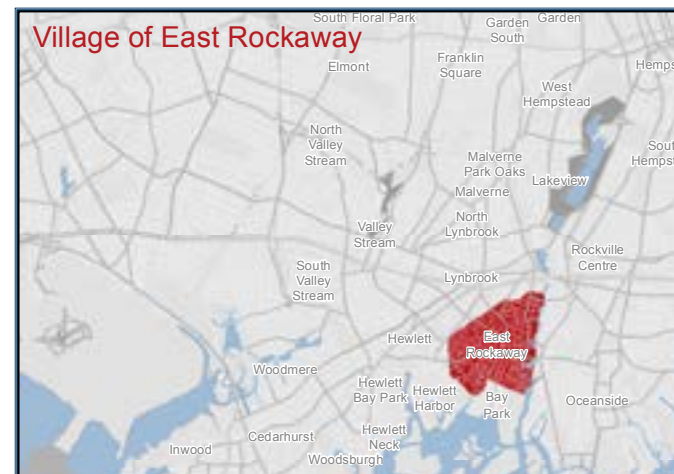 Village of East Rockaway
South Floral Park
Garden
South
Garden
Elmont
Franklin
Square
Hemps
West
Hempstead
North
Valley
Stream
Malverne
Park Oaks
Lakeview
South
Hempst
Malverne
North
Lynbrook
Valley
Stream
Rockville
Centre
South
Valley
Stream
Lynbrook
Hewlett
East
Rockaway
Woodmere
Hewlett
Bay Park
Hewlett
Harbor
Bay
Park
Oceanside
Hewlett
Neck
Cedarhurst
Inwood
Woodsburgh